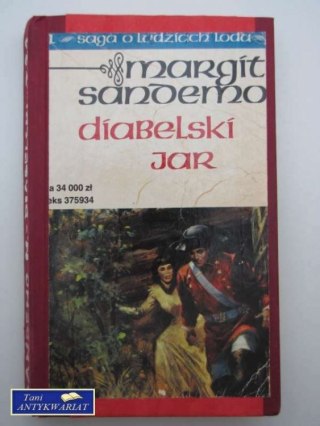 saga o ludziach lodu
margit
sandemo
diabelski
jar
a 34 000 zł
eks 375934
Tani
ANTYKWARIAT